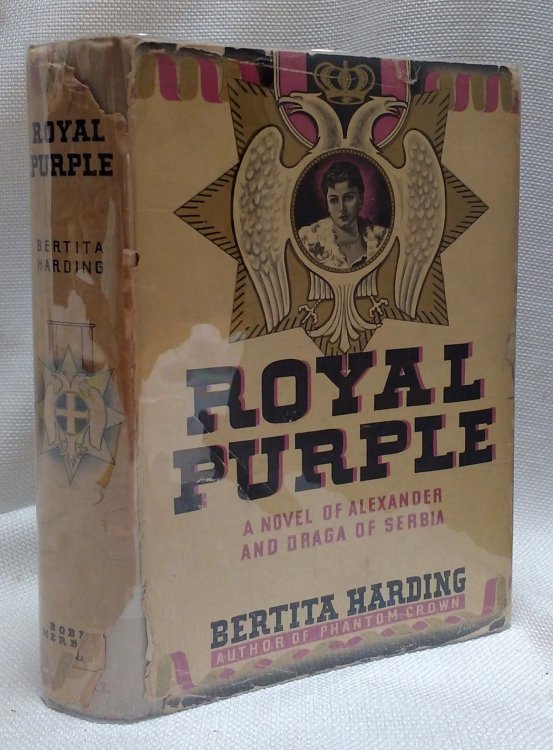 ROYAL
PURPLE
BERTITA
HARDING
ROYAL
PURPLE
A NOVEL OF ALEXANDER
AND DRAGA OF SERBIA
BERTITA HARDING
AUTHOR OF PHANTOM CROWN